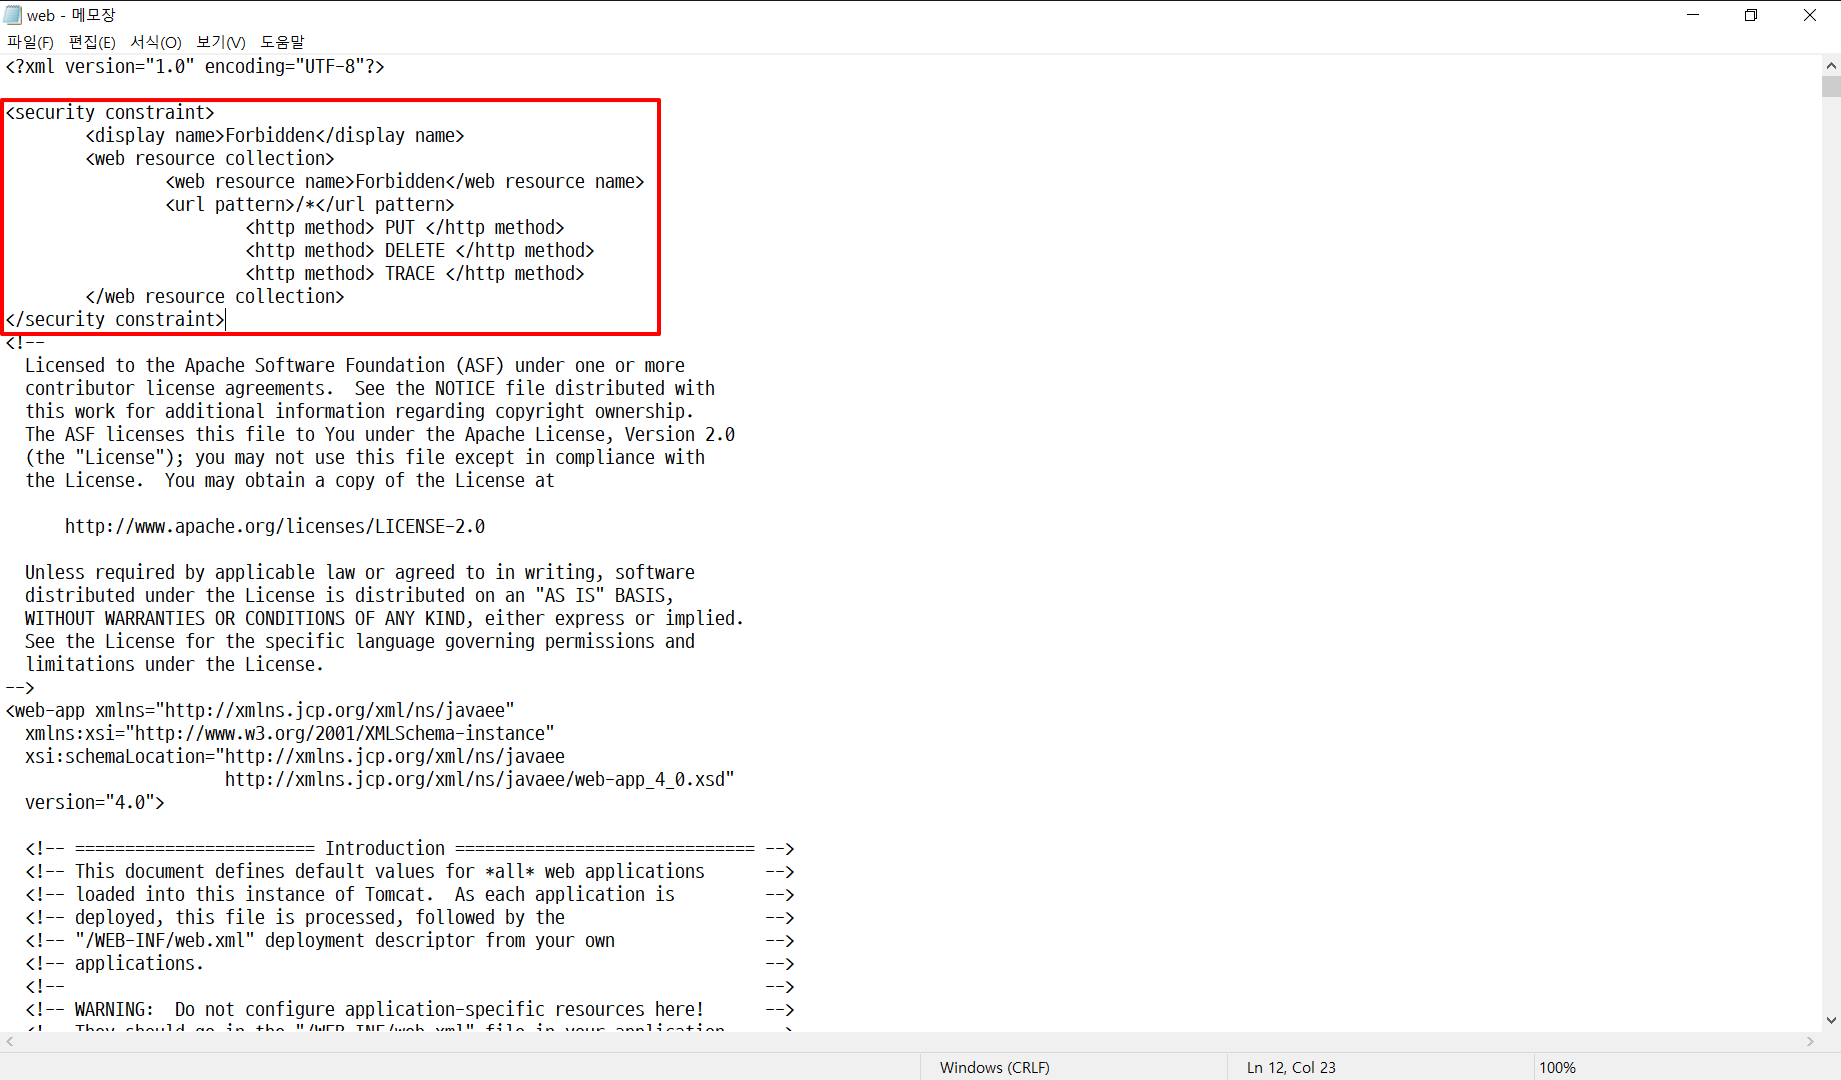 web - 메모장
파일(F) 편집(E) 서식(O) 보기(V) 도움말
<?xml version="1.0" encoding="UTF-8"?>
<security constraint>
<display name>Forbidden</display name>
<web resource collection>
<web resource name>Forbidden</web resource name>
<url pattern>/*</url pattern>
<http method> PUT </http method>
<http method> DELETE </http method>
<http method> TRACE </http method>
</web resource collection>
</security constraint>
<!--
Licensed to the Apache Software Foundation (ASF) under one or more
contributor license agreements.  See the NOTICE file distributed with
this work for additional information regarding copyright ownership.
The ASF licenses this file to You under the Apache License, Version 2.0
(the "License"); you may not use this file except in compliance with
the License.  You may obtain a copy of the License at
http://www.apache.org/licenses/LICENSE-2.0
Unless required by applicable law or agreed to in writing, software
distributed under the License is distributed on an "AS IS" BASIS,
WITHOUT WARRANTIES OR CONDITIONS OF ANY KIND, either express or implied.
See the License for the specific language governing permissions and
limitations under the License.
-->
<web-app xmlns="http://xmlns.jcp.org/xml/ns/javaee"
xmlns:xsi="http://www.w3.org/2001/XMLSchema-instance"
xsi:schemaLocation="http://xmlns.jcp.org/xml/ns/javaee
http://xmlns.jcp.org/xml/ns/javaee/web-app_4_0.xsd"
version="4.0">
<!-- ======================== Introduction ============================== -->
<!-- This document defines default values for *all* web applications      -->
<!-- loaded into this instance of Tomcat.  As each application is         -->
<!-- deployed, this file is processed, followed by the                    -->
<!-- "/WEB-INF/web.xml" deployment descriptor from your own               -->
<!-- applications.                                                        -->
<!--                                                                      -->
<!-- WARNING:  Do not configure application-specific resources here!      -->
<!-- They should go in the "/WEB-INF/web.xml" file in your application    -->
Windows (CRLF) Ln 12, Col 23 100%